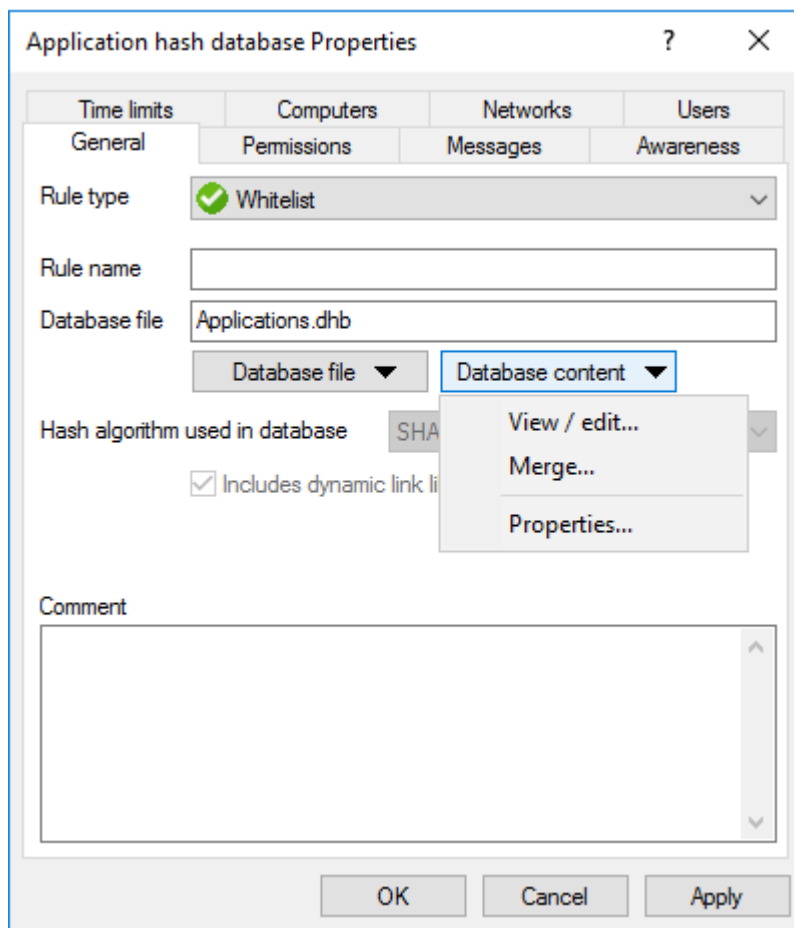 Application hash database Properties ?
Time limits Computers Networks Users
General Permissions Messages Awareness
Rule type Whitelist
Rule name
Database file Applications.dhb
Database file Database content
Hash algorithm used in database SHA
View / edit...
Merge...
Includes dynamic link li
Properties...
Comment
OK Cancel Apply